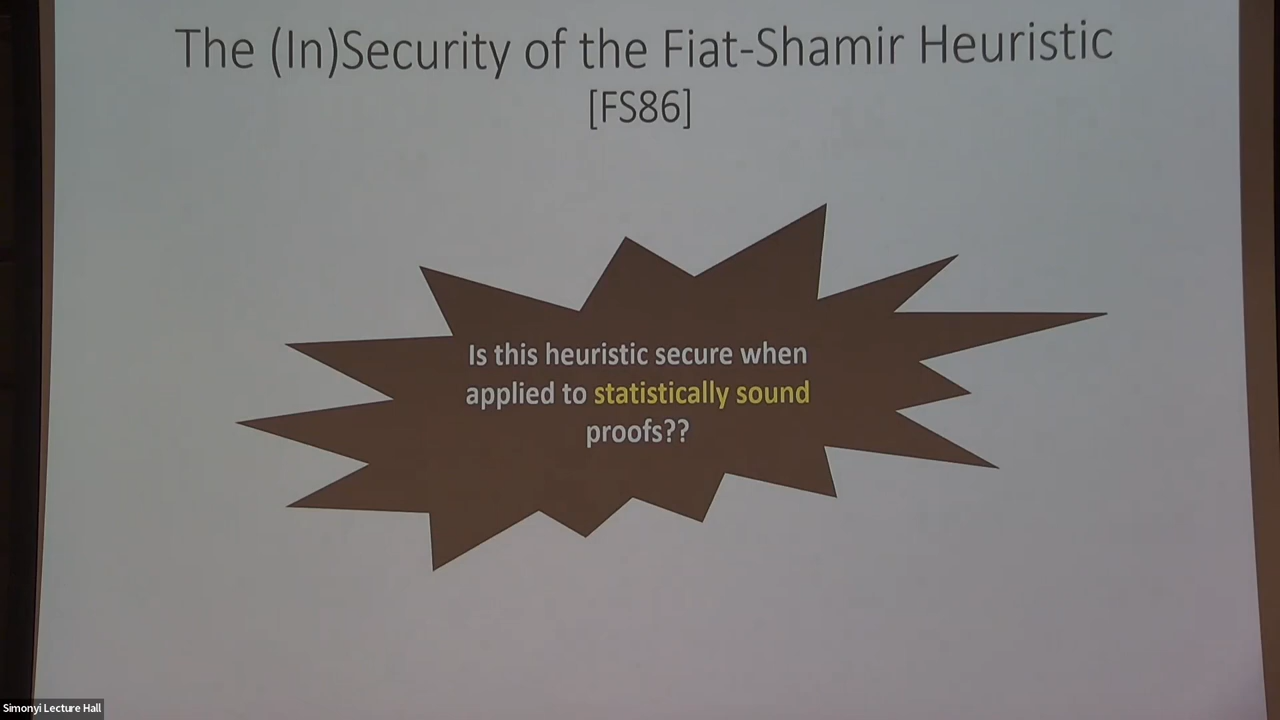 The (In)Security of the Fiat-Shamir Heuristic
[FS86]
Is this heuristic secure when
applied to statistically sound
proofs??
Simonyi Lecture Hall